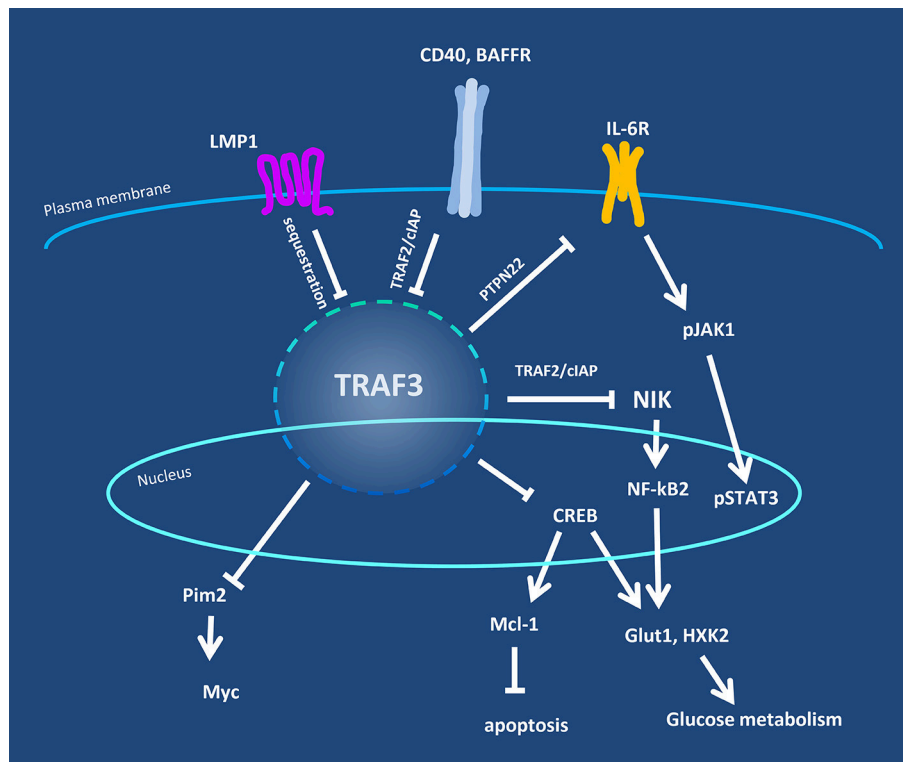 CD40, BAFFR
LMP1
IL-6R
Plasma membrane
sequestration
TRAF2/cIAP
PTPN22
pJAK1
TRAF3
TRAF2/cIAP
NIK
Nucleus
NF-kB2
pSTAT3
CREB
Pim2
Mcl-1
Glut1, HXK2
Myc
apoptosis
Glucose metabolism